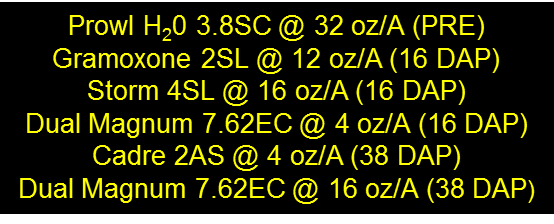 Prowl H₂0 3.8SC @ 32 oz/A (PRE)
Gramoxone 2SL @ 12 oz/A (16 DAP)
Storm 4SL @ 16 oz/A (16 DAP)
Dual Magnum 7.62EC @ 4 oz/A (16 DAP)
Cadre 2AS @ 4 oz/A (38 DAP)
Dual Magnum 7.62EC @ 16 oz/A (38 DAP)